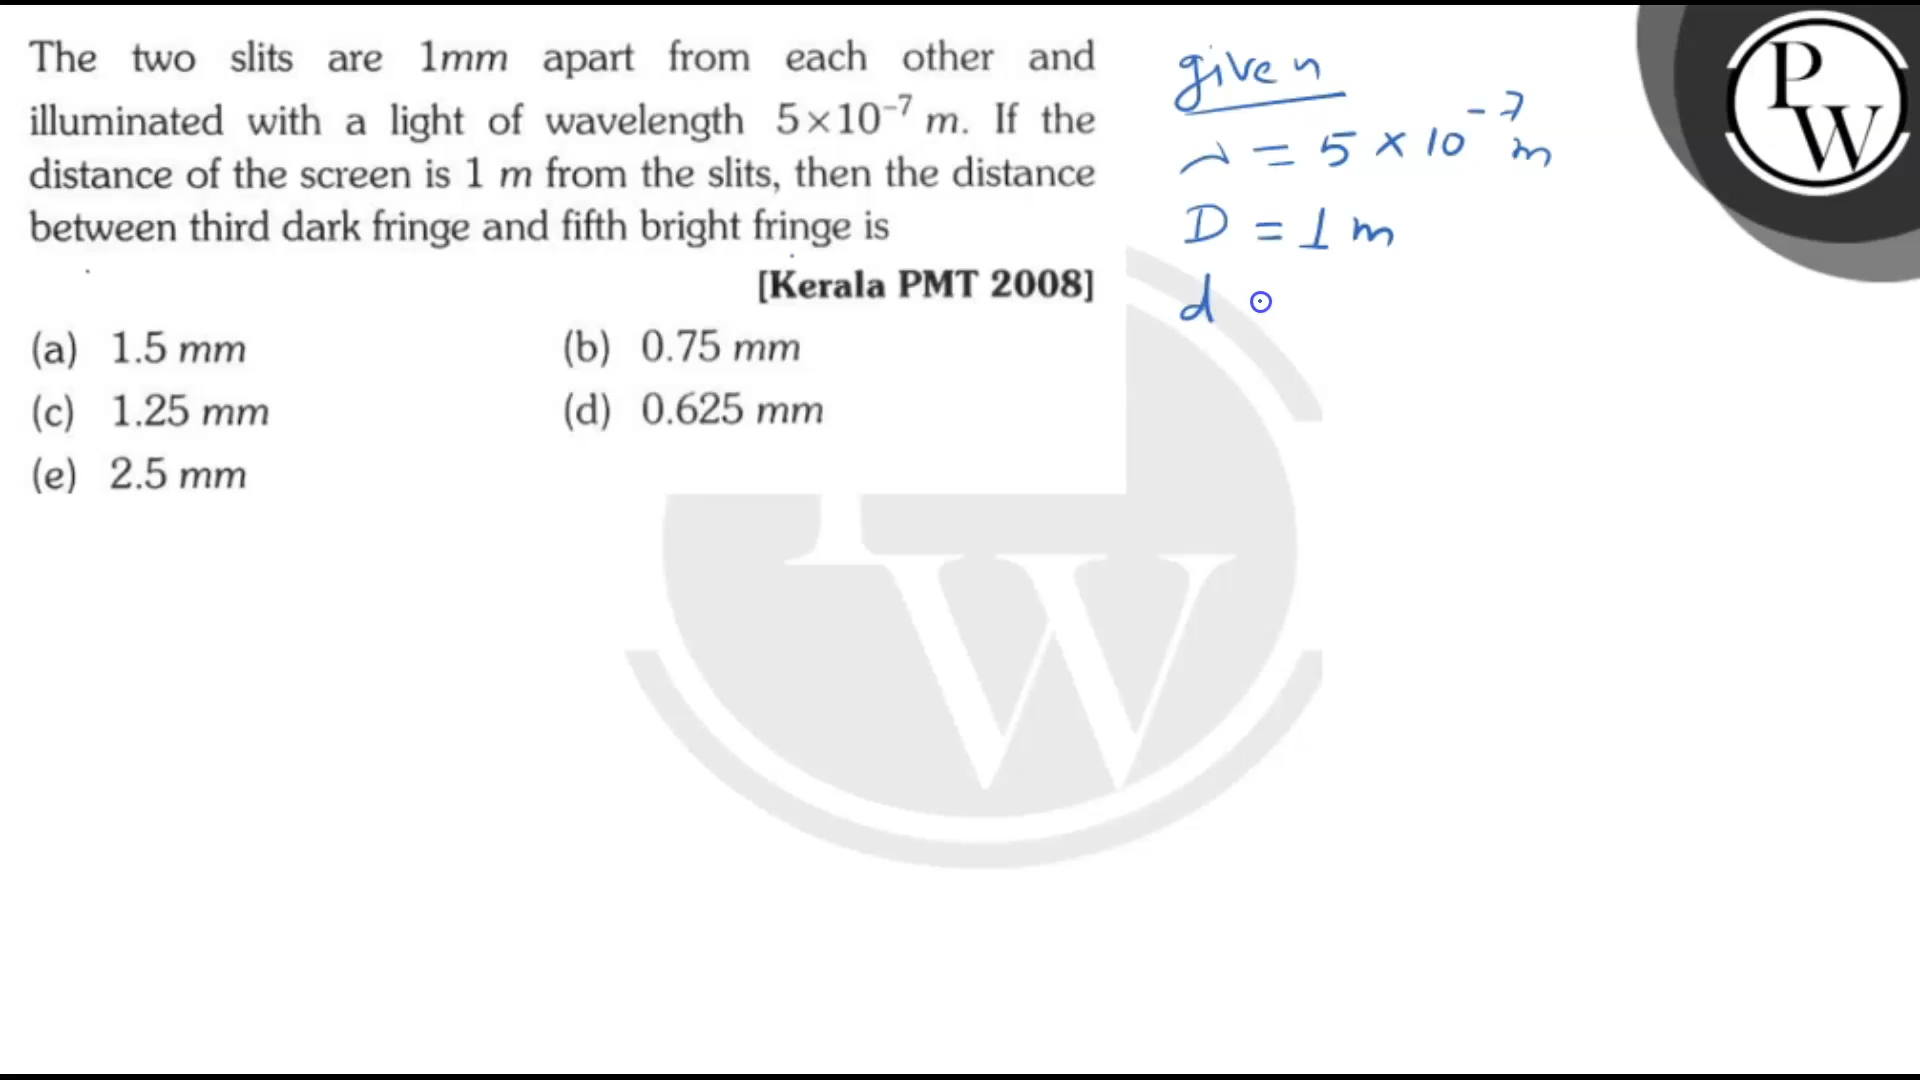 The two slits are 1mm apart from each other and
illuminated with a light of wavelength 5×10⁻⁷ m. If the
distance of the screen is 1 m from the slits, then the distance
between third dark fringe and fifth bright fringe is
[Kerala PMT 2008]
(a) 1.5 mm (b) 0.75 mm
(c) 1.25 mm (d) 0.625 mm
(e) 2.5 mm
given
λ = 5 × 10⁻⁷ m
D = 1 m
d
PW
W